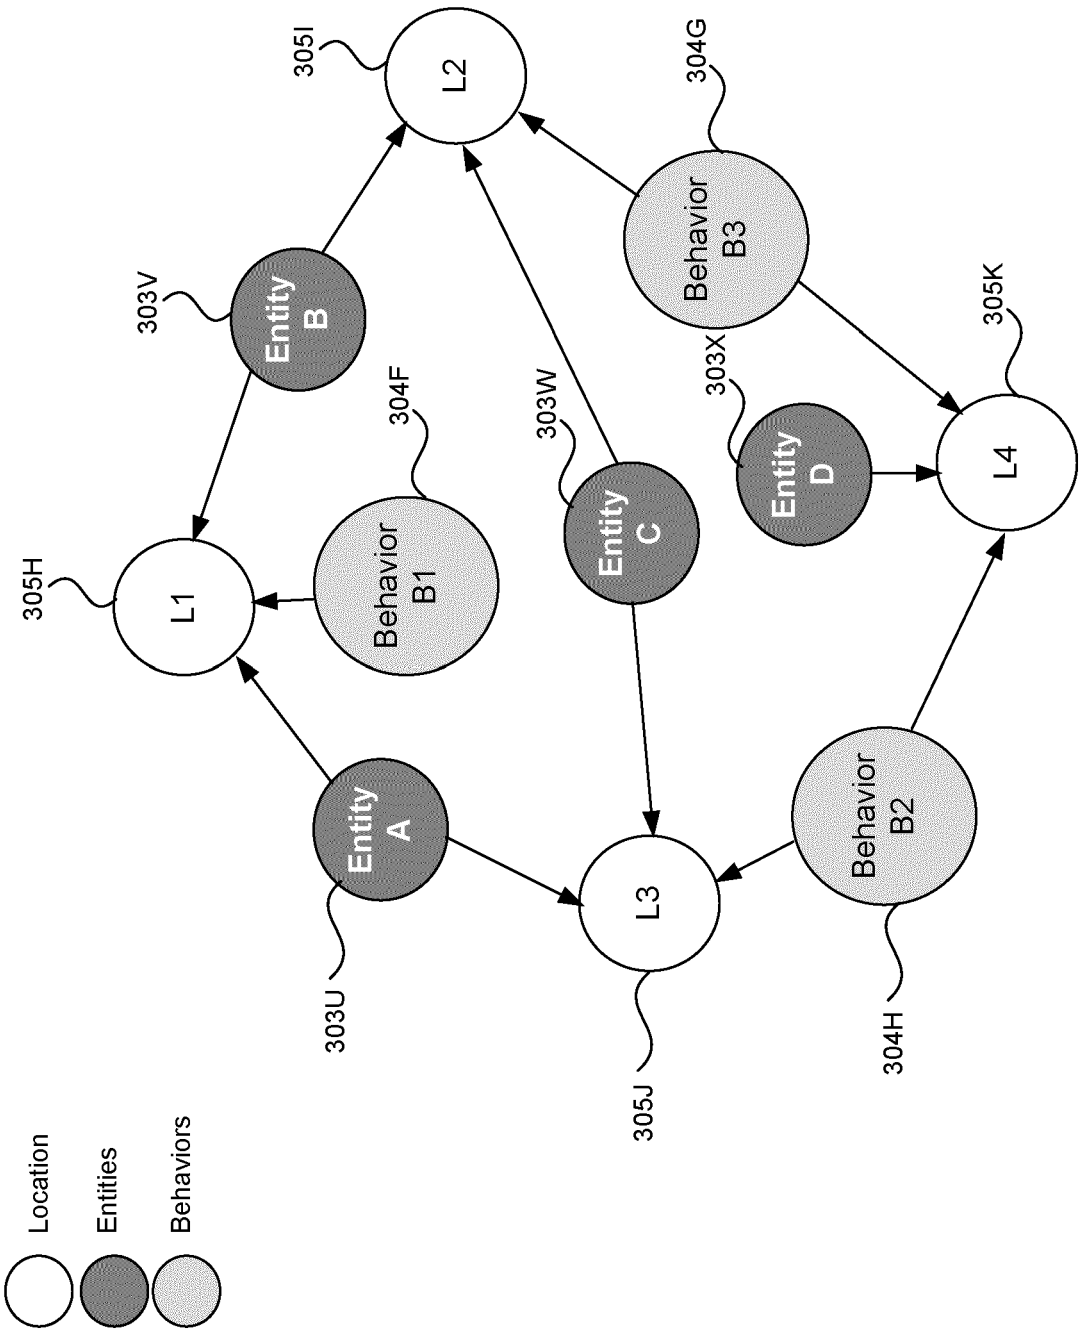 Location
Entities
Behaviors
303U
305H
303V
305I
Entity
A
L1
Entity
B
L2
Behavior
B1
304F
305J
L3
Entity
C
303W
Behavior
B3
304G
304H
Behavior
B2
Entity
D
303X
L4
305K